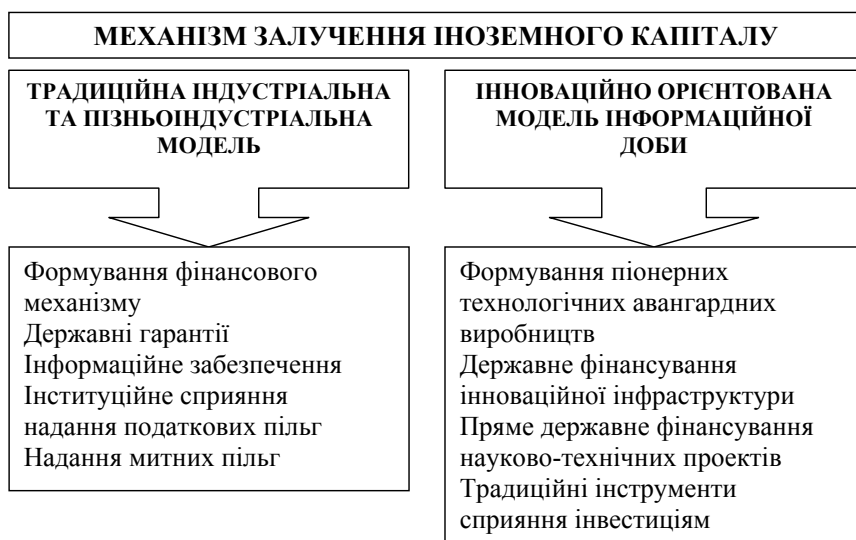 МЕХАНІЗМ ЗАЛУЧЕННЯ ІНОЗЕМНОГО КАПІТАЛУ
ТРАДИЦІЙНА ІНДУСТРІАЛЬНА
ТА ПІЗНЬОІНДУСТРІАЛЬНА
МОДЕЛЬ
Формування фінансового
механізму
Державні гарантії
Інформаційне забезпечення
Інституційне сприяння
надання податкових пільг
Надання митних пільг
ІННОВАЦІЙНО ОРІЄНТОВАНА
МОДЕЛЬ ІНФОРМАЦІЙНОЇ
ДОБИ
Формування піонерних
технологічних авангардних
виробництв
Державне фінансування
інноваційної інфраструктури
Пряме державне фінансування
науково-технічних проектів
Традиційні інструменти
сприяння інвестиціям